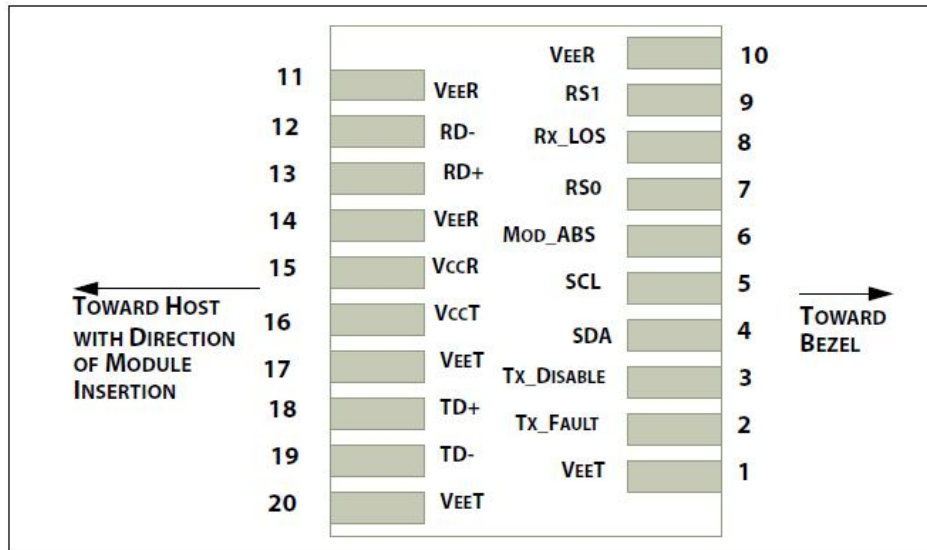 11 VEER
12 RD-
13 RD+
14 VEER
15 VCCR
16 VCCT
17 VEET
18 TD+
19 TD-
20 VEET
VEER 10
RS1 9
RX_LOS 8
RS0 7
MOD_ABS 6
SCL 5
SDA 4
TX_DISABLE 3
TX_FAULT 2
VEET 1
TOWARD HOST
WITH DIRECTION
OF MODULE
INSERTION
TOWARD
BEZEL